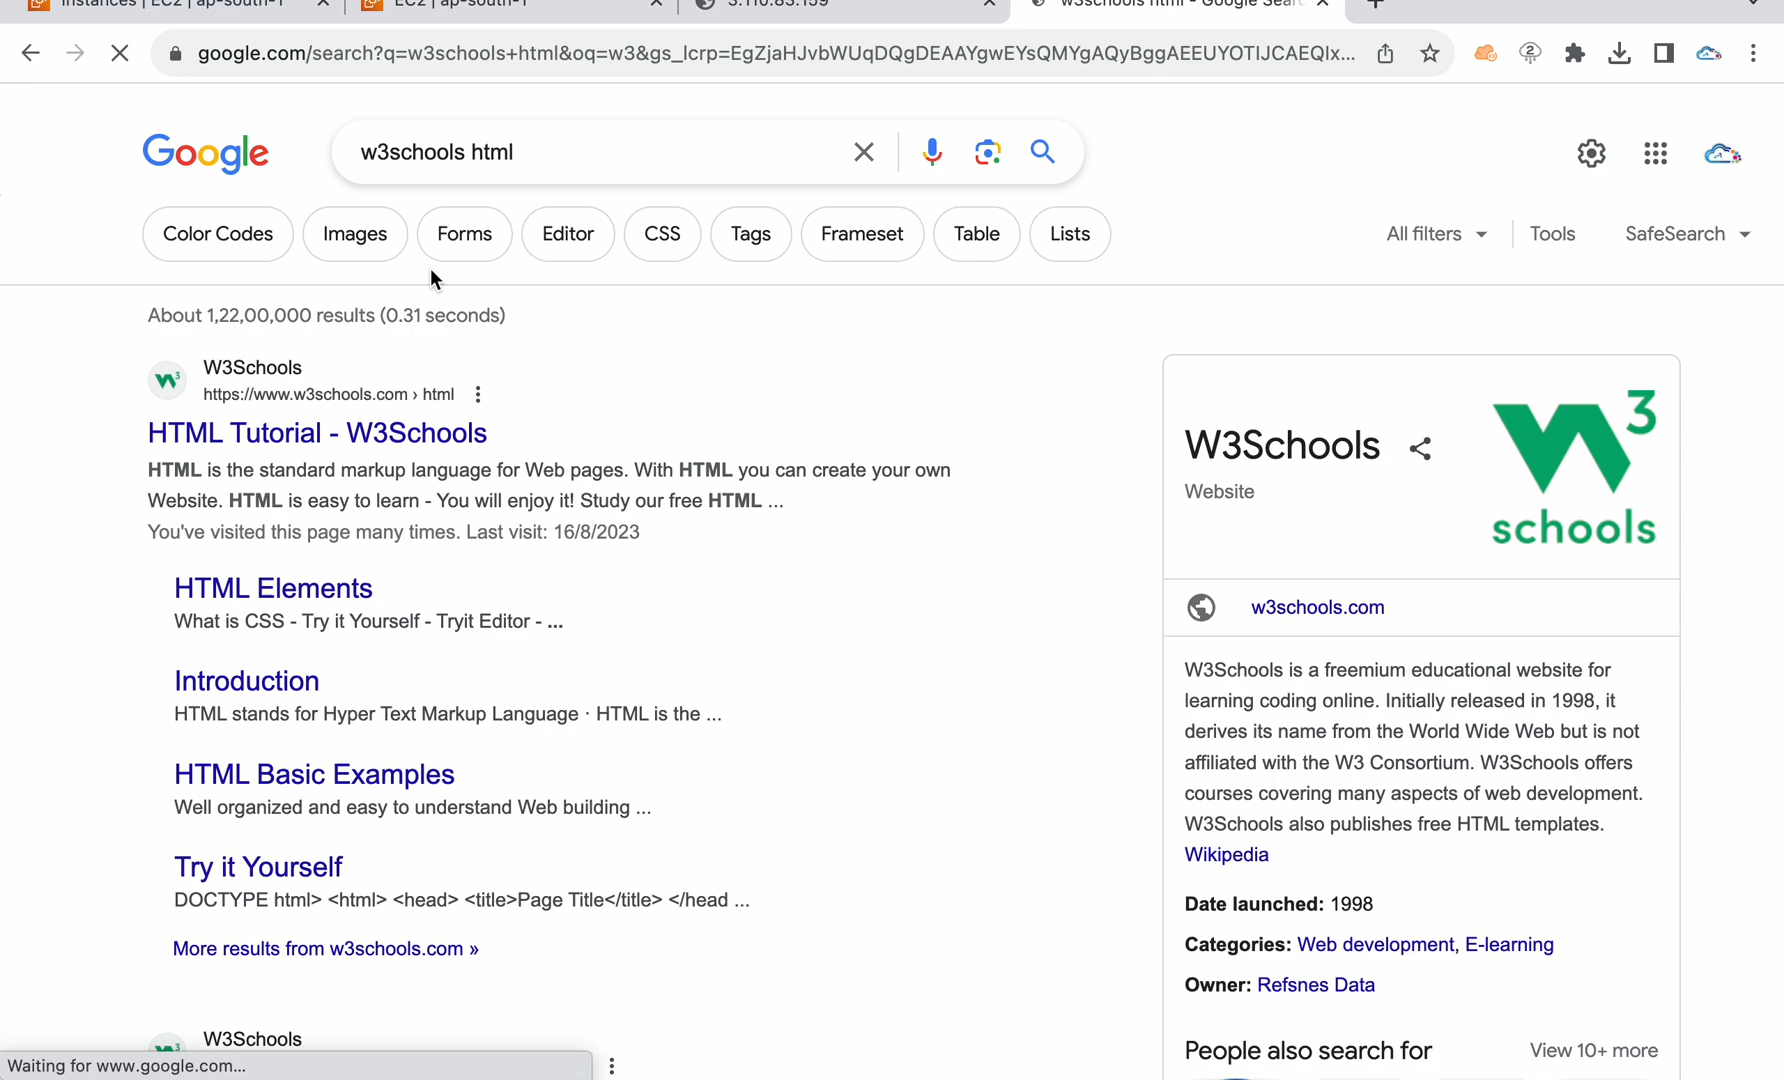 Instances | EC2 | ap-south-1
EC2 | ap-south-1
3.110.83.159
w3schools html - Google Sear
google.com/search?q=w3schools+html&oq=w3&gs_lcrp=EgZjaHJvbWUqDQgDEAAYgwEYsQMYgAQyBggAEEUYOTIJCAEQIx...
Google
w3schools html
Color Codes
Images
Forms
Editor
CSS
Tags
Frameset
Table
Lists
All filters
Tools
SafeSearch
About 1,22,00,000 results (0.31 seconds)
W3Schools
https://www.w3schools.com › html
HTML Tutorial - W3Schools
HTML is the standard markup language for Web pages. With HTML you can create your own
Website. HTML is easy to learn - You will enjoy it! Study our free HTML ...
You've visited this page many times. Last visit: 16/8/2023
HTML Elements
What is CSS - Try it Yourself - Tryit Editor - ...
Introduction
HTML stands for Hyper Text Markup Language · HTML is the ...
HTML Basic Examples
Well organized and easy to understand Web building ...
Try it Yourself
DOCTYPE html> <html> <head> <title>Page Title</title> </head ...
More results from w3schools.com »
W3Schools
Waiting for www.google.com...
W3Schools
Website
W3
schools
w3schools.com
W3Schools is a freemium educational website for
learning coding online. Initially released in 1998, it
derives its name from the World Wide Web but is not
affiliated with the W3 Consortium. W3Schools offers
courses covering many aspects of web development.
W3Schools also publishes free HTML templates.
Wikipedia
Date launched: 1998
Categories: Web development, E-learning
Owner: Refsnes Data
People also search for
View 10+ more